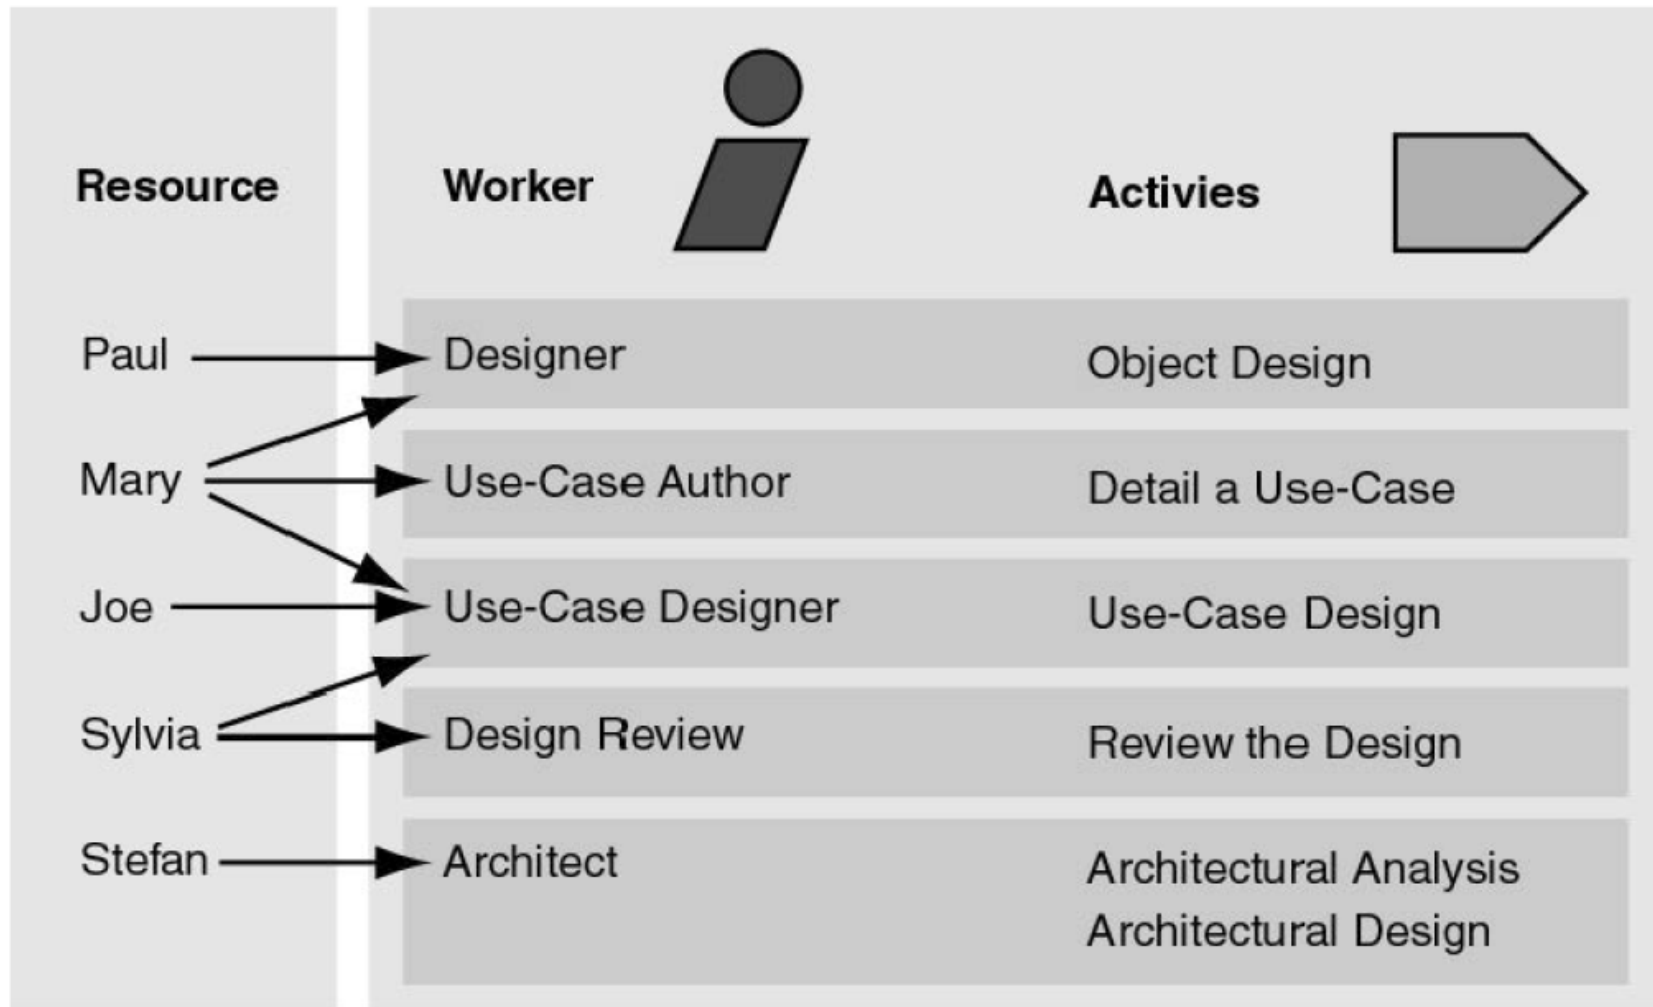 Resource Worker Activies
Paul Designer Object Design
Mary Use-Case Author Detail a Use-Case
Joe Use-Case Designer Use-Case Design
Sylvia Design Review Review the Design
Stefan Architect Architectural Analysis
Architectural Design